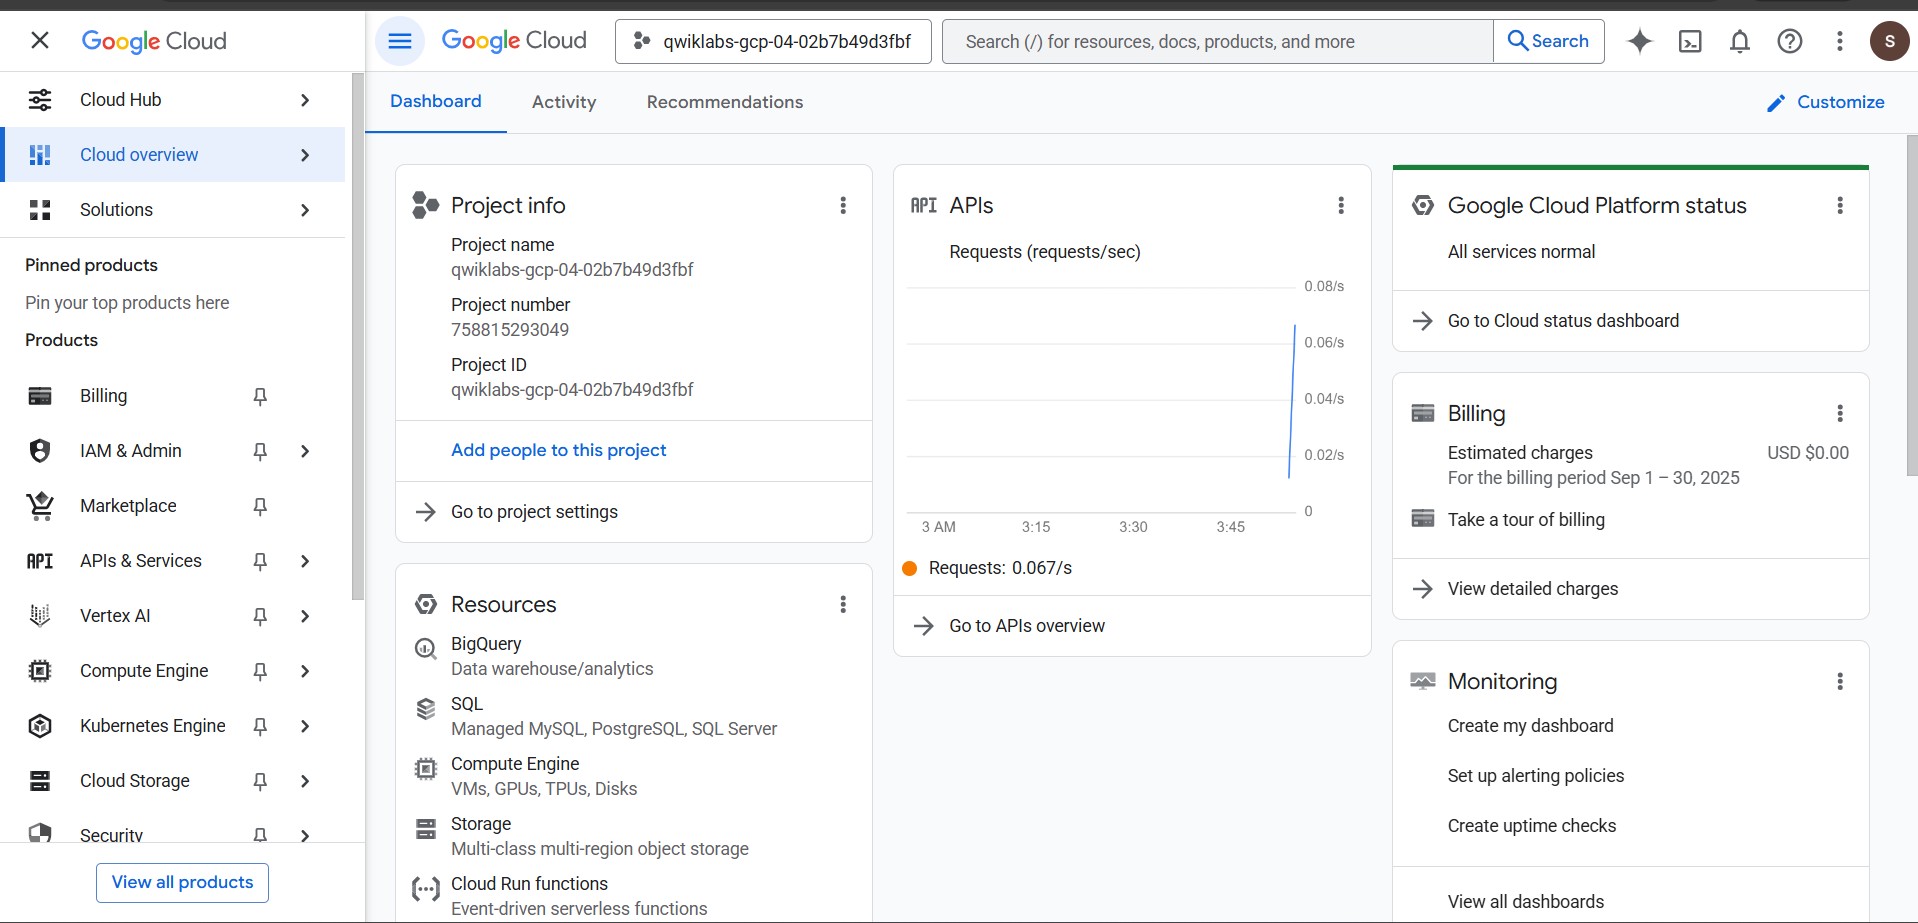 Google Cloud
Cloud Hub
Cloud overview
Solutions
Pinned products
Pin your top products here
Products
Billing
IAM & Admin
Marketplace
API
APIs & Services
Vertex AI
Compute Engine
Kubernetes Engine
Cloud Storage
Security
View all products
Google Cloud
qwiklabs-gcp-04-02b7b49d3fbf
Search (/) for resources, docs, products, and more
Search
S
Dashboard
Activity
Recommendations
Customize
Project info
Project name
qwiklabs-gcp-04-02b7b49d3fbf
Project number
758815293049
Project ID
qwiklabs-gcp-04-02b7b49d3fbf
Add people to this project
Go to project settings
Resources
BigQuery
Data warehouse/analytics
SQL
Managed MySQL, PostgreSQL, SQL Server
Compute Engine
VMs, GPUs, TPUs, Disks
Storage
Multi-class multi-region object storage
Cloud Run functions
Event-driven serverless functions
API APIs
Requests (requests/sec)
0.08/s
0.06/s
0.04/s
0.02/s
0
3 AM 3:15 3:30 3:45
Requests: 0.067/s
Go to APIs overview
Google Cloud Platform status
All services normal
Go to Cloud status dashboard
Billing
Estimated charges USD $0.00
For the billing period Sep 1 – 30, 2025
Take a tour of billing
View detailed charges
Monitoring
Create my dashboard
Set up alerting policies
Create uptime checks
View all dashboards